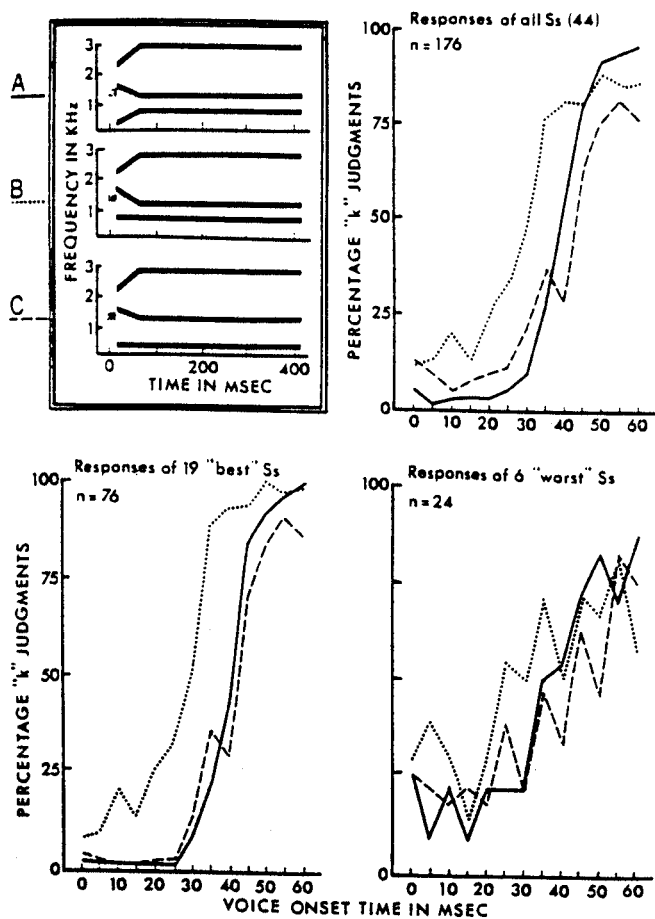 A
B
C
FREQUENCY IN KHz
3
2
1
3
2
1
3
2
1
0
200
400
TIME IN MSEC
Responses of all Ss (44)
n = 176
PERCENTAGE "k" JUDGMENTS
100
75
50
25
0
0 10 20 30 40 50 60
Responses of 19 "best" Ss
n = 76
PERCENTAGE "k" JUDGMENTS
100
75
50
25
0
0 10 20 30 40 50 60
Responses of 6 "worst" Ss
n = 24
100
0
0 10 20 30 40 50 60
VOICE ONSET TIME IN MSEC